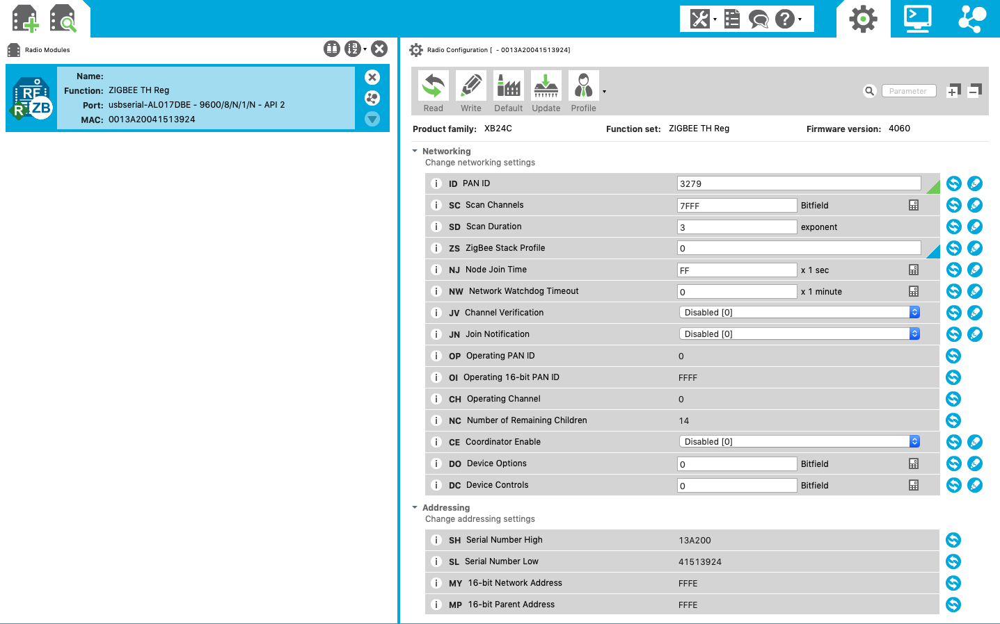 Radio Modules
RF
R
ZB
Name:
Function: ZIGBEE TH Reg
Port: usbserial-AL017DBE - 9600/8/N/1/N - API 2
MAC: 0013A20041513924
Radio Configuration [ - 0013A20041513924]
Read Write Default Update Profile
Parameter
Product family: XB24C Function set: ZIGBEE TH Reg Firmware version: 4060
Networking
Change networking settings
i ID PAN ID 3279
i SC Scan Channels 7FFF Bitfield
i SD Scan Duration 3 exponent
i ZS ZigBee Stack Profile 0
i NJ Node Join Time FF x 1 sec
i NW Network Watchdog Timeout 0 x 1 minute
i JV Channel Verification Disabled [0]
i JN Join Notification Disabled [0]
i OP Operating PAN ID 0
i OI Operating 16-bit PAN ID FFFF
i CH Operating Channel 0
i NC Number of Remaining Children 14
i CE Coordinator Enable Disabled [0]
i DO Device Options 0 Bitfield
i DC Device Controls 0 Bitfield
Addressing
Change addressing settings
i SH Serial Number High 13A200
i SL Serial Number Low 41513924
i MY 16-bit Network Address FFFE
i MP 16-bit Parent Address FFFE